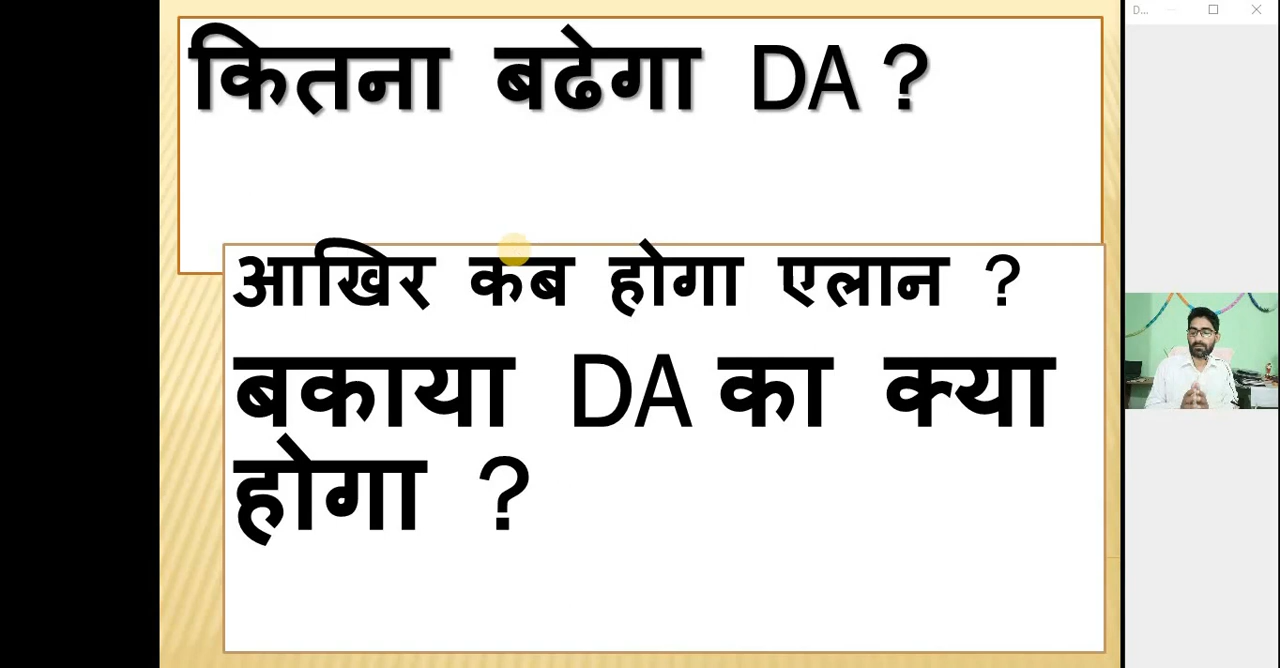 कितना बढेगा DA ?
आखिर कब होगा एलान ?
बकाया DA का क्या
होगा ?
D...